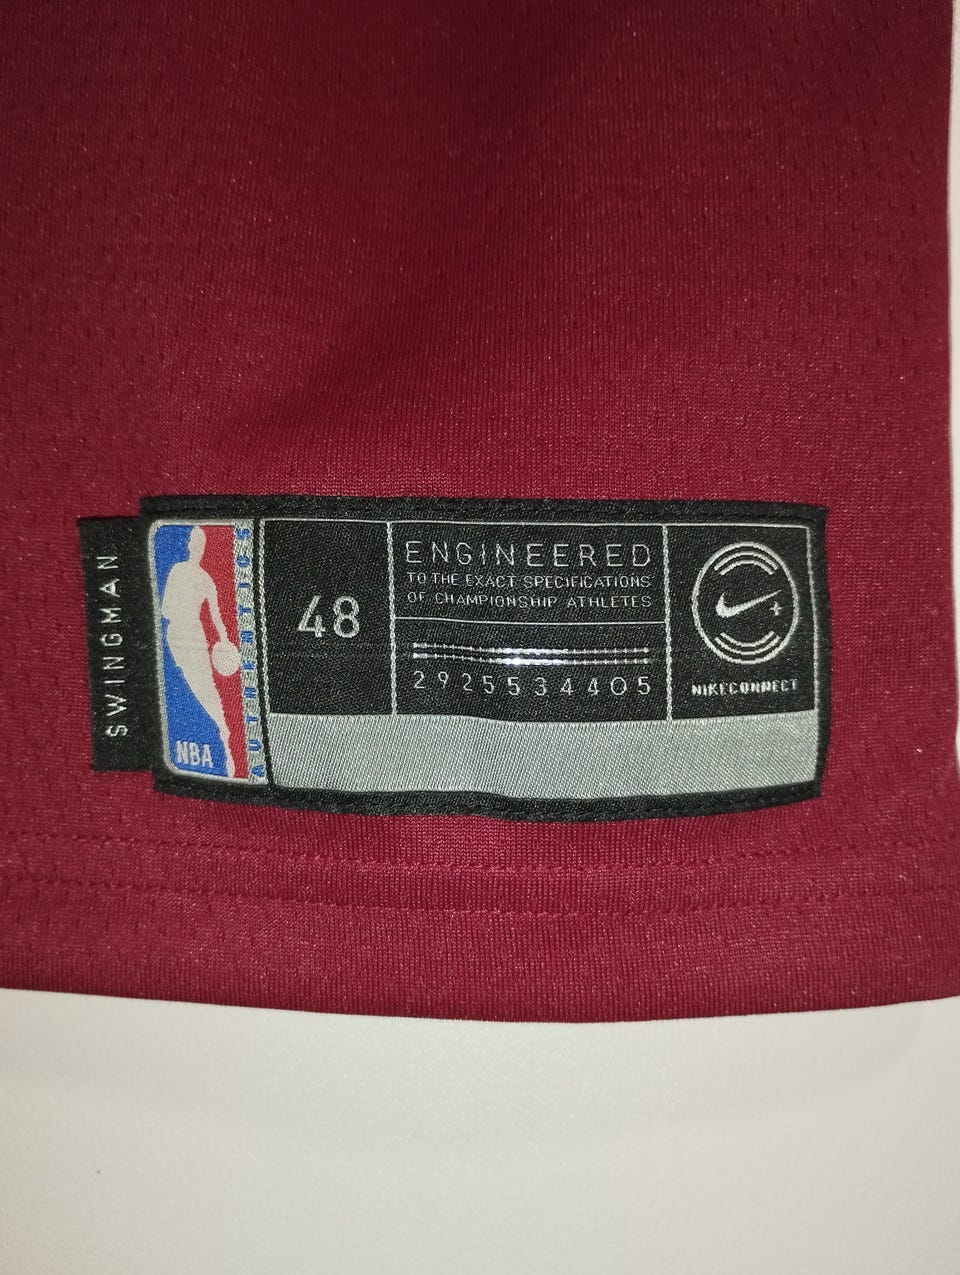 SWINGMAN
NBA
AUTHENTICS
48
ENGINEERED
TO THE EXACT SPECIFICATIONS
OF CHAMPIONSHIP ATHLETES
2925534405
NIKECONNECT